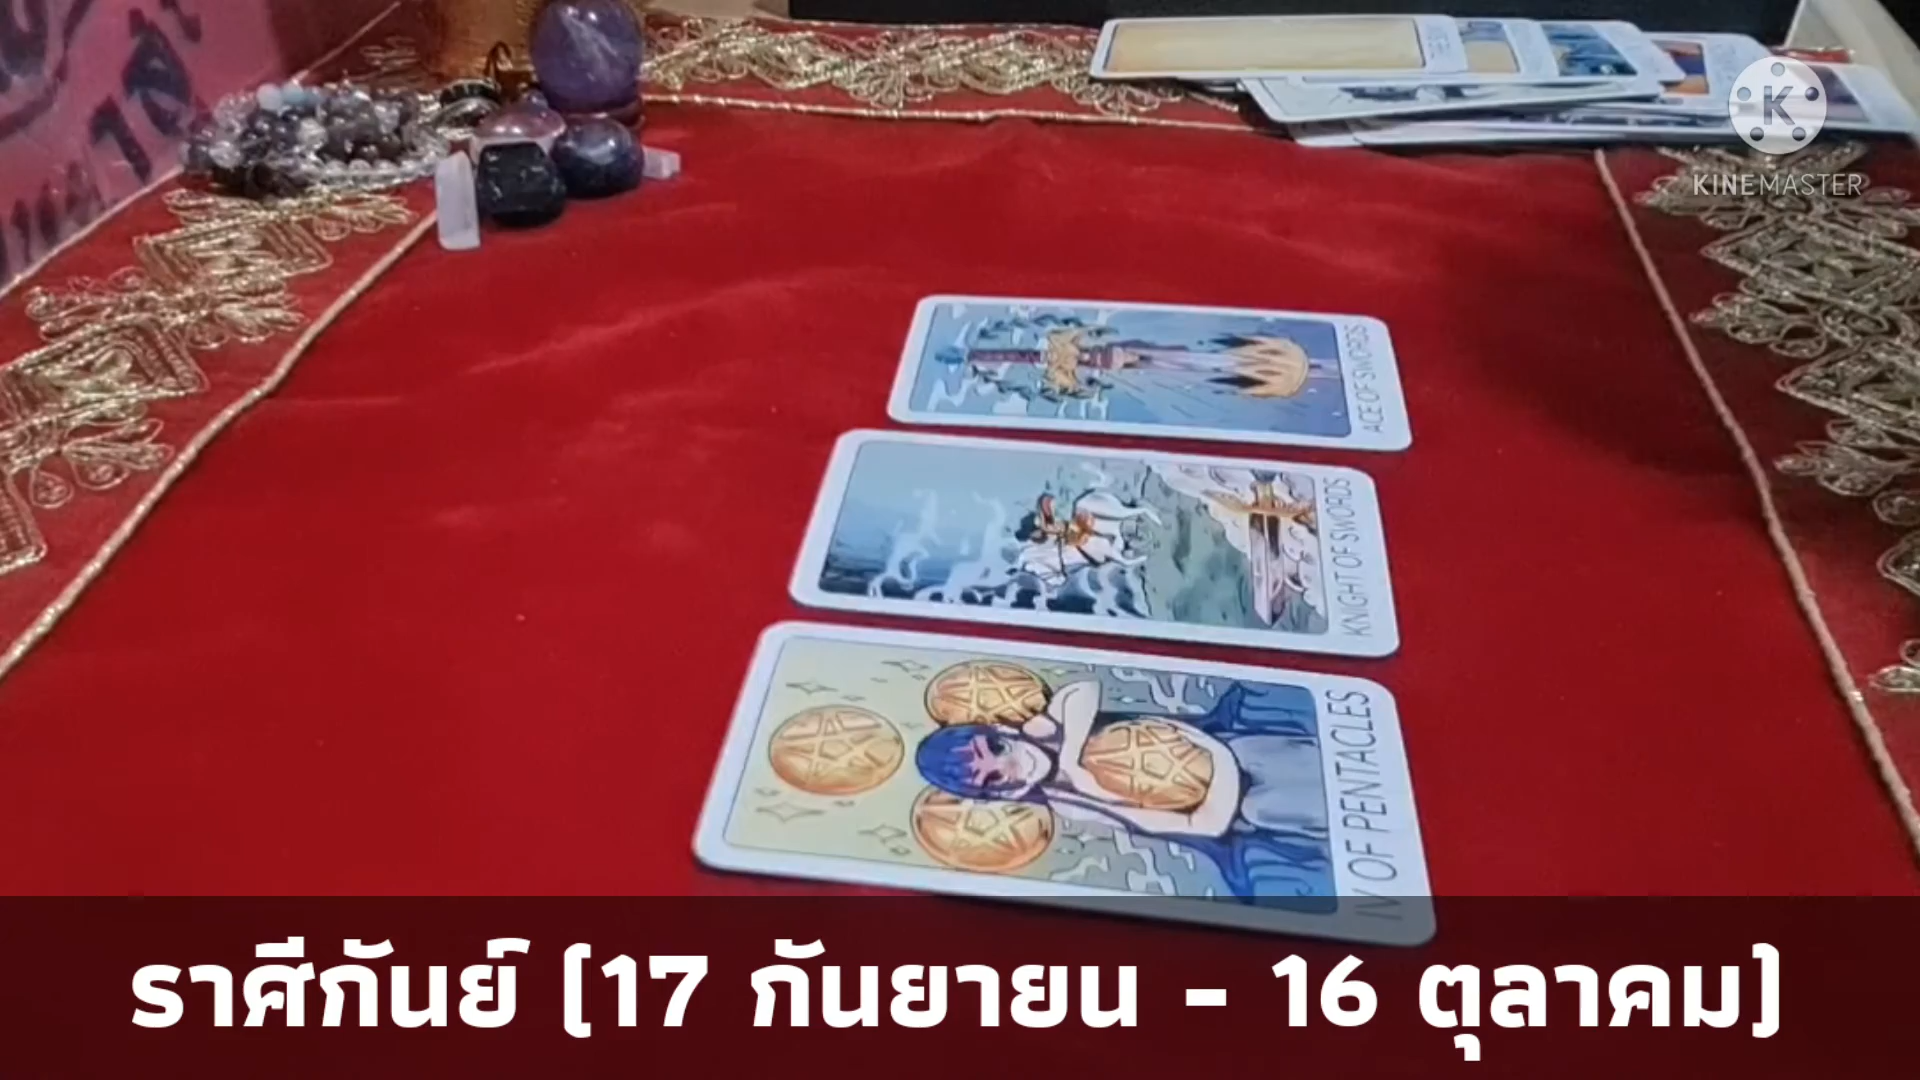 K
KINEMASTER
ACE OF SWORDS
KNIGHT OF SWORDS
IV OF PENTACLES
ราศีกันย์ (17 กันยายน - 16 ตุลาคม)